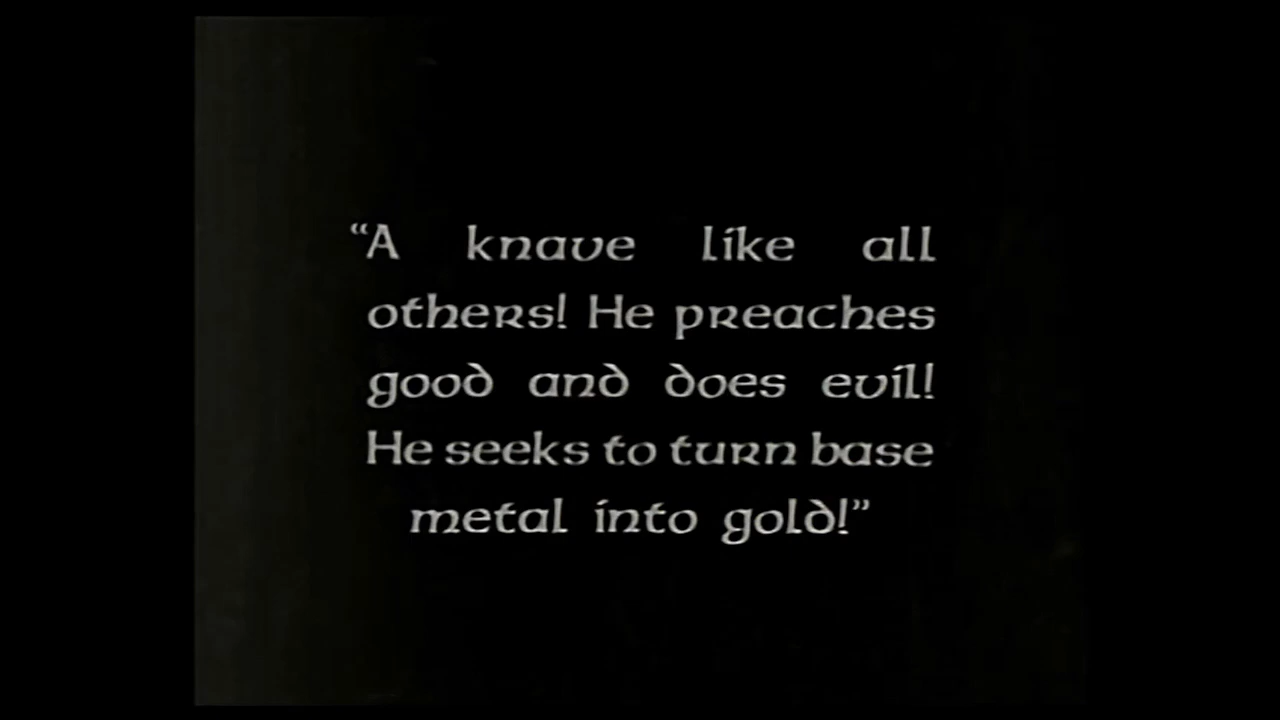 “A knave like all
others! He preaches
good and does evil!
He seeks to turn base
metal into gold!”